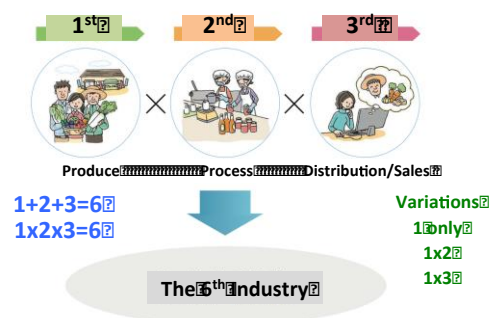 1st 2nd 3rd
× ×
Produce Process Distribution/Sales
1+2+3=6
1x2x3=6
Variations
1 only
1x2
1x3
The 6th Industry